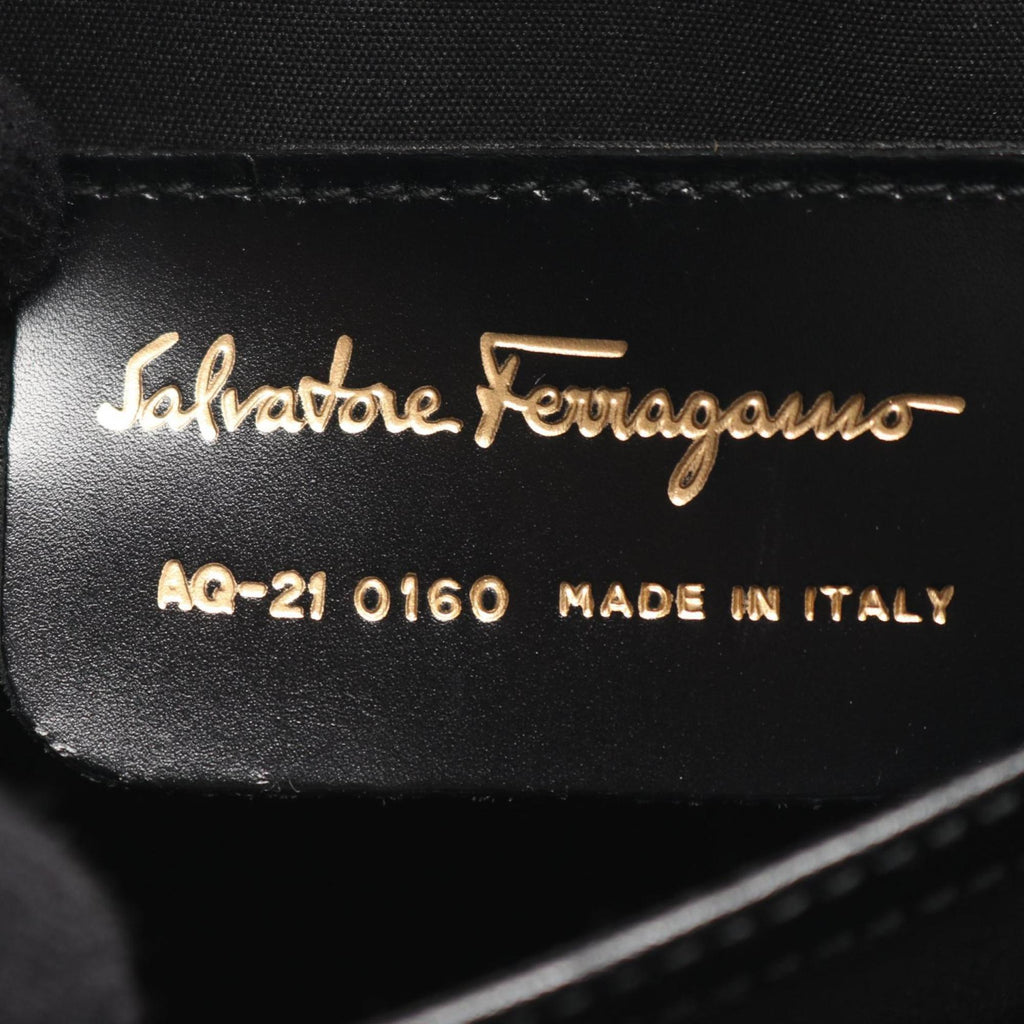 Salvatore Ferragamo
AQ-21 0160 MADE IN ITALY